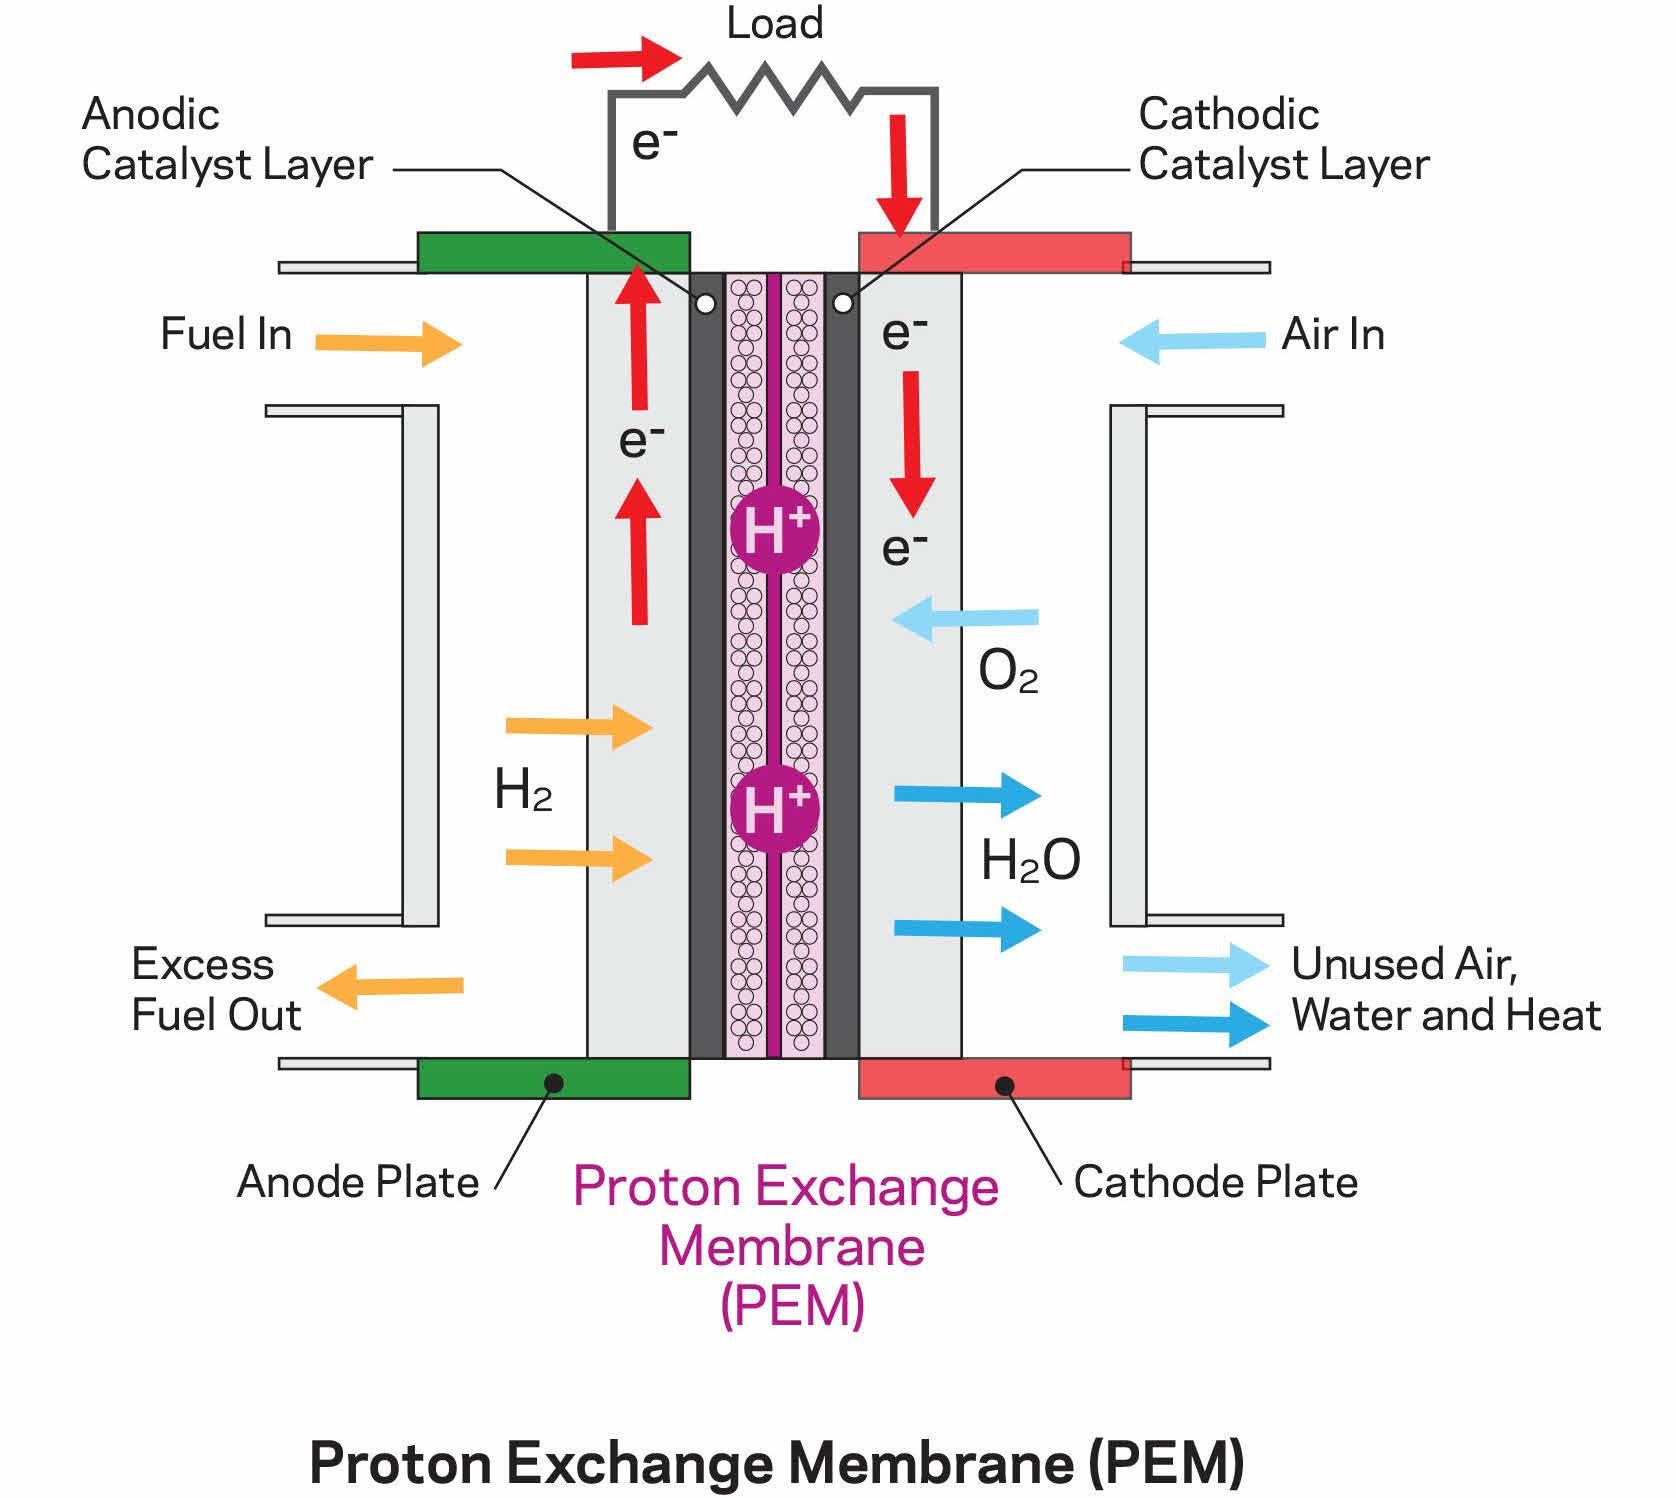 Load
Anodic
Catalyst Layer
Cathodic
Catalyst Layer
e⁻
Fuel In
e⁻
Air In
e⁻
H⁺
e⁻
O₂
H₂
H⁺
H₂O
Excess
Fuel Out
Unused Air,
Water and Heat
Anode Plate
Proton Exchange
Membrane
(PEM)
Cathode Plate
Proton Exchange Membrane (PEM)